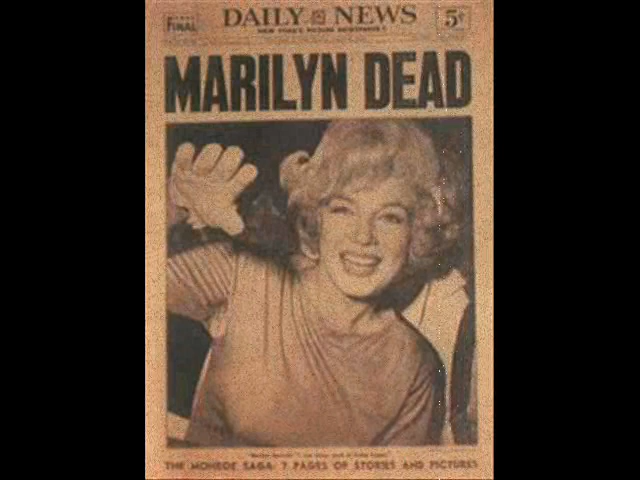 FINAL
DAILY NEWS
5¢
NEW YORK'S PICTURE NEWSPAPER
MARILYN DEAD
THE MONROE SAGA: 7 PAGES OF STORIES AND PICTURES